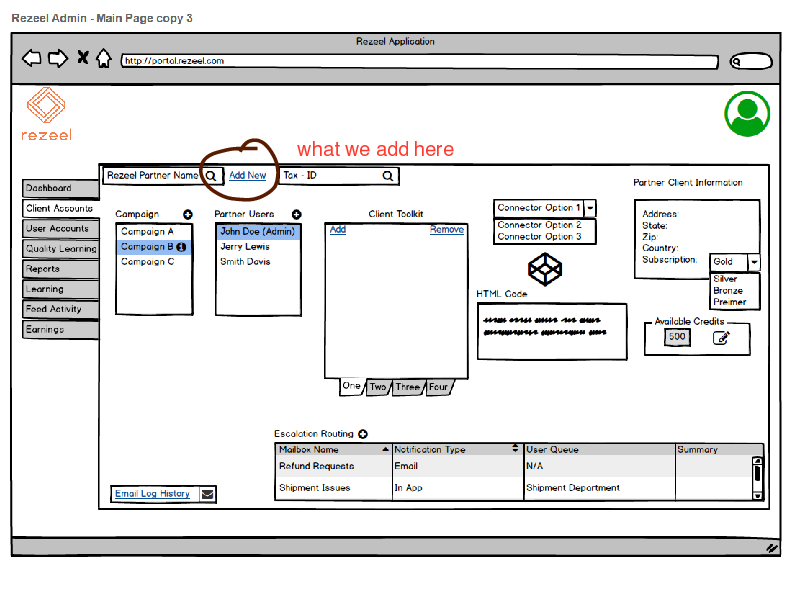 Rezeel Admin - Main Page copy 3
Rezeel Application
http://portal.rezeel.com
rezeel
what we add here
Rezeel Partner Name
Add New
Tax - ID
Partner Client Information
Dashboard
Client Accounts
User Accounts
Quality Learning
Reports
Learning
Feed Activity
Earnings
Campaign
Campaign A
Campaign B
Campaign C
Partner Users
John Doe (Admin)
Jerry Lewis
Smith Davis
Client Toolkit
Add Remove
One Two Three Four
Connector Option 1
Connector Option 2
Connector Option 3
HTML Code
Address:
State:
Zip:
Country:
Subscription: Gold
Silver
Bronze
Preimer
Available Credits
500
Escalation Routing
Mailbox Name Notification Type User Queue Summary
Refund Requests Email N/A
Shipment Issues In App Shipment Department
Email Log History